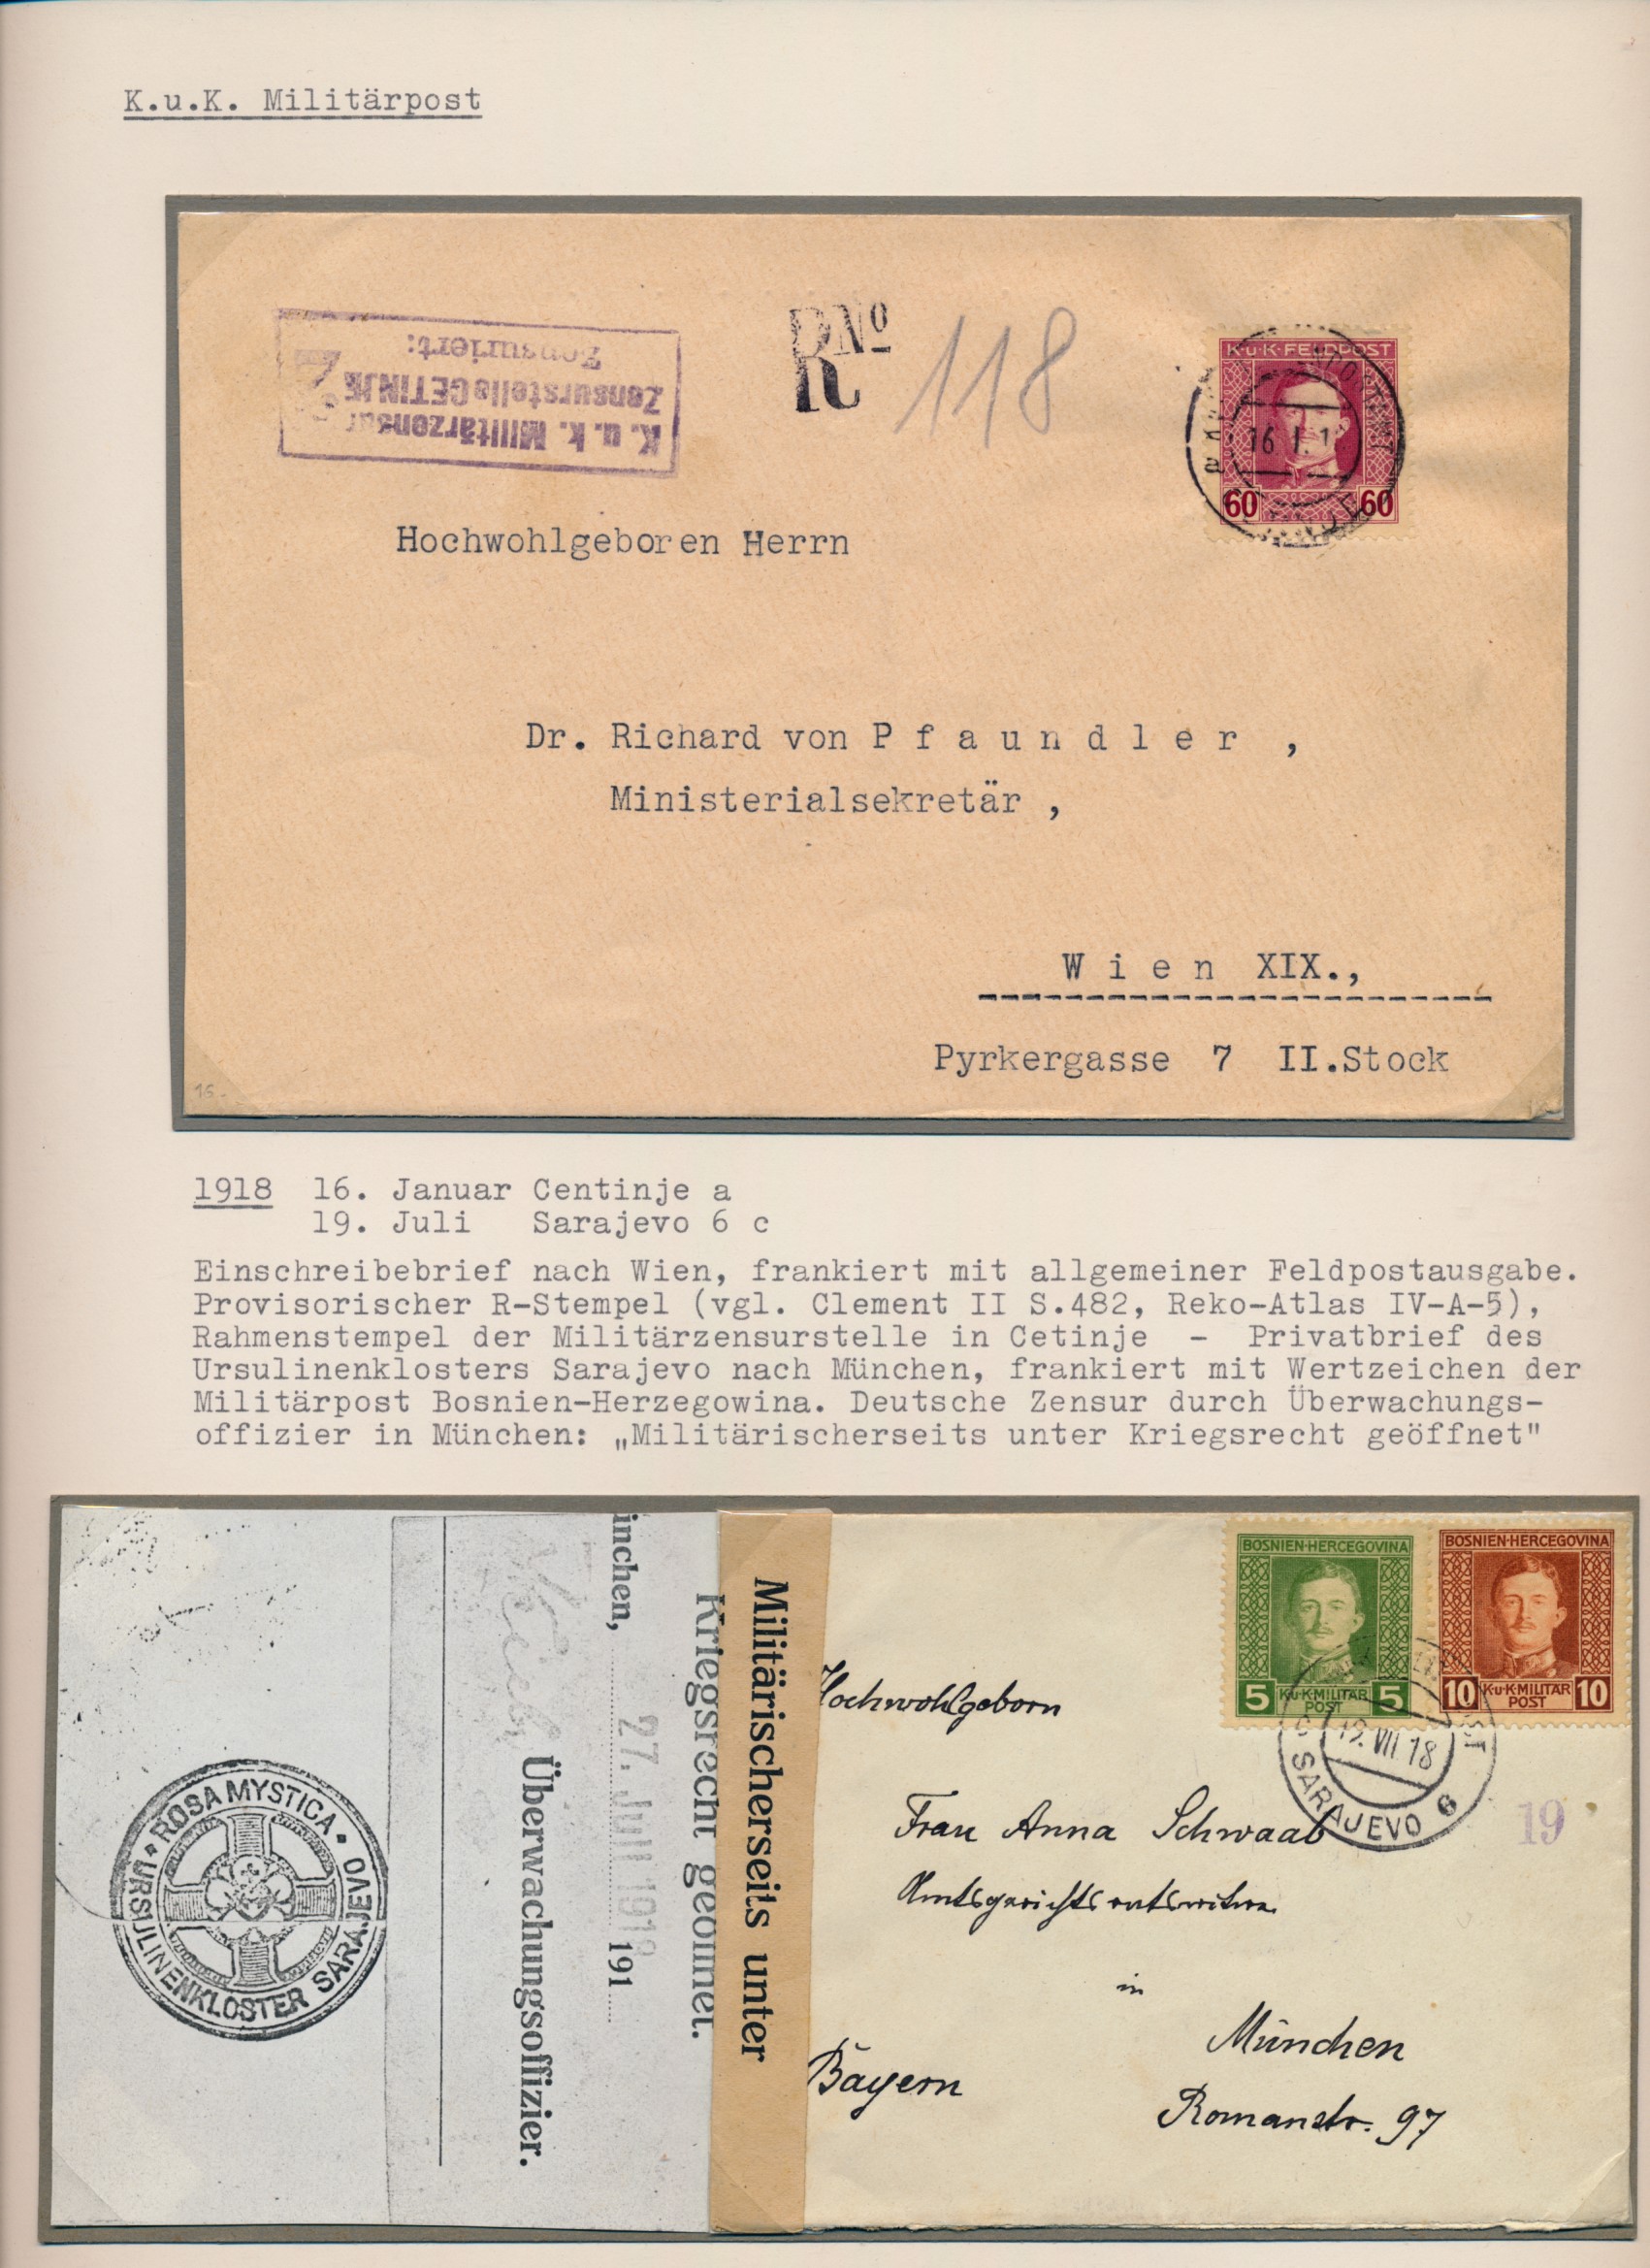 K.u.K. Militärpost
K. u. k. Militärzensur
Zensurstelle CETINJE
Zensuriert:
R No 118
K·u·K·FELDPOST
16 I. 1
60 60
Hochwohlgeboren Herrn
Dr. Richard von P f a u n d l e r ,
Ministerialsekretär ,
W i e n XIX.,
Pyrkergasse 7 II.Stock
15.-
1918 16. Januar Centinje a
19. Juli Sarajevo 6 c
Einschreibebrief nach Wien, frankiert mit allgemeiner Feldpostausgabe.
Provisorischer R-Stempel (vgl. Clement II S.482, Reko-Atlas IV-A-5),
Rahmenstempel der Militärzensurstelle in Cetinje - Privatbrief des
Ursulinenklosters Sarajevo nach München, frankiert mit Wertzeichen der
Militärpost Bosnien-Herzegowina. Deutsche Zensur durch Überwachungs-
offizier in München: „Militärischerseits unter Kriegsrecht geöffnet"
Militärischerseits unter
Kriegsrecht geöffnet.
inchen, 27. Juli 1918 191
Überwachungsoffizier.
ROSA MYSTICA
URSULINENKLOSTER SARAJEVO
BOSNIEN·HERCEGOVINA
5 K·u·K·MILITÄR POST 5
BOSNIEN·HERCEGOVINA
10 K·u·K·MILITÄR POST 10
19. VII 18
SARAJEVO 6
19
Hochwohlgeborn
Frau Anna Schwaab
Amtsgerichtsratswitwe
in
München
Bayern
Romanstr. 97